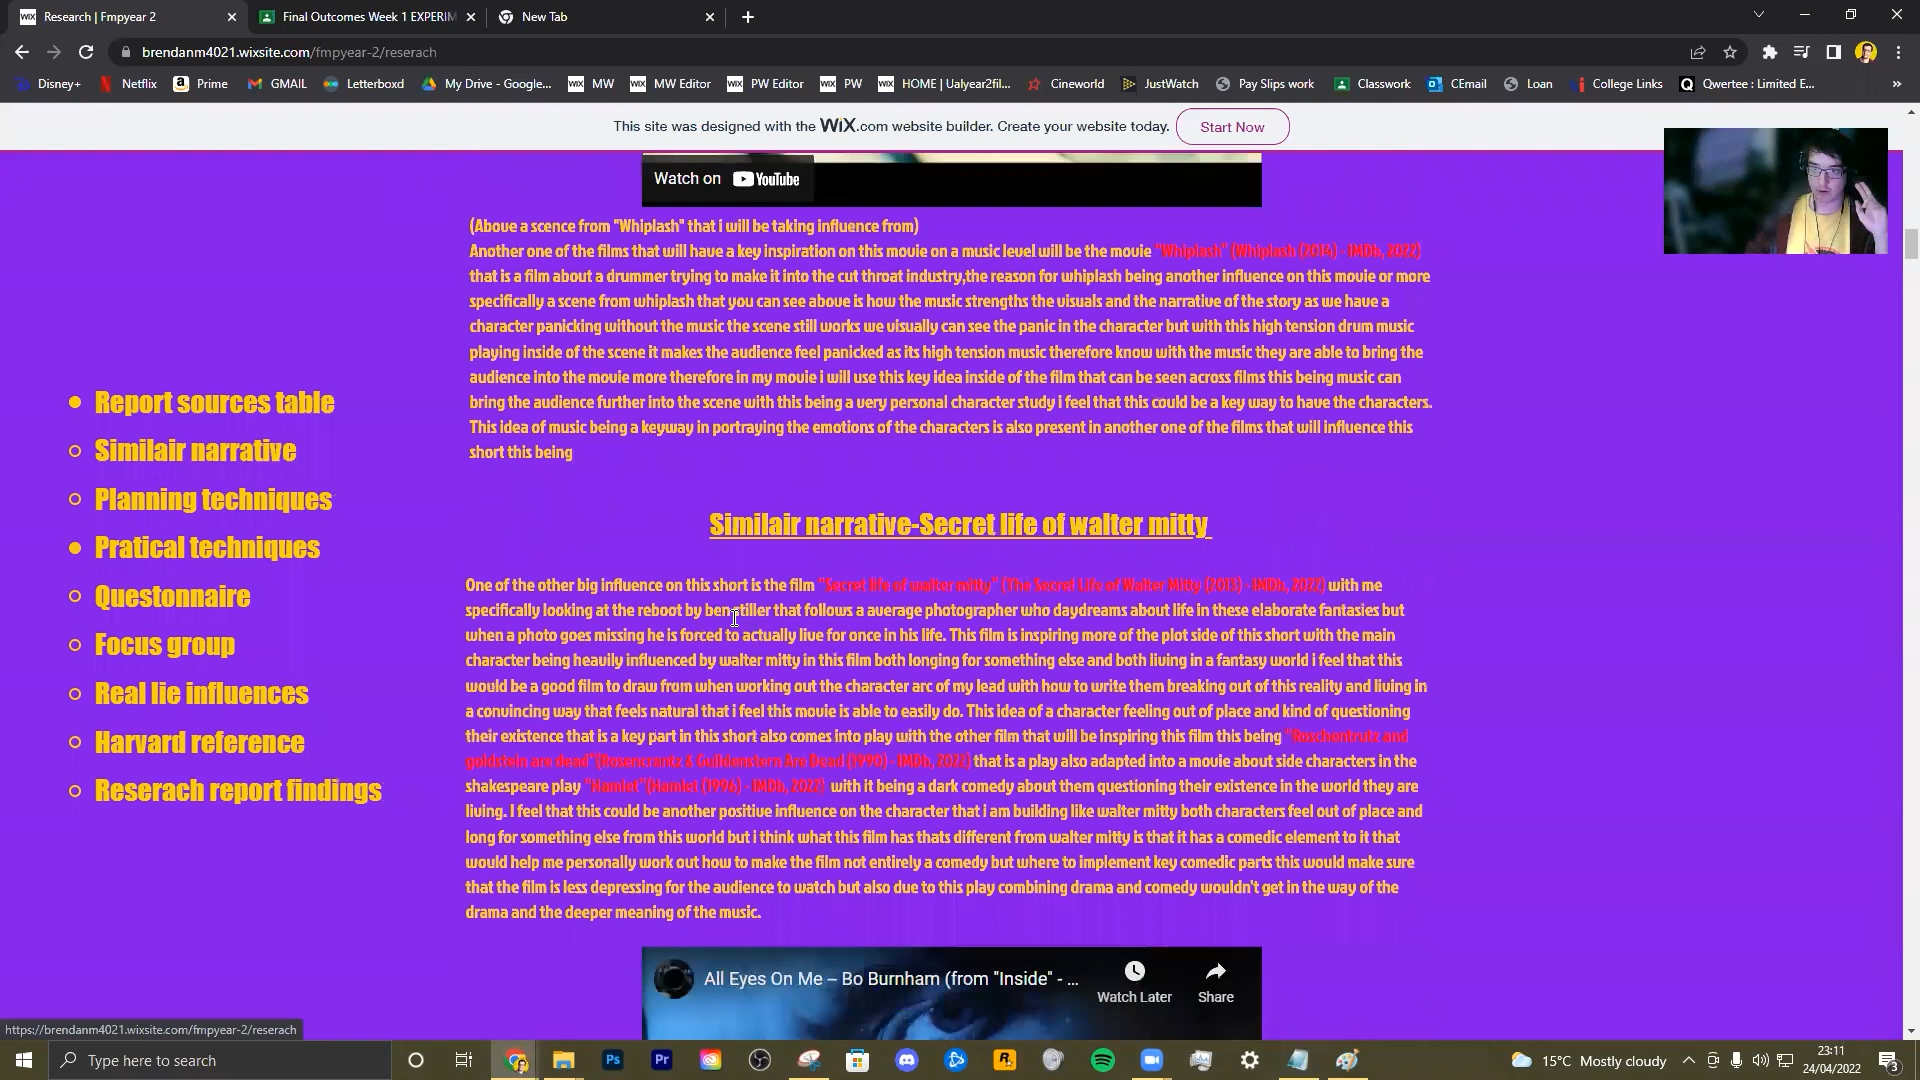 Research | Fmpyear 2
Final Outcomes Week 1 EXPERIM
New Tab
brendanm4021.wixsite.com/fmpyear-2/reserach
Disney+
Netflix
Prime
GMAIL
Letterboxd
My Drive - Google...
MW
MW Editor
PW Editor
PW
HOME | Ualyear2fil...
Cineworld
JustWatch
Pay Slips work
Classwork
CEmail
Loan
College Links
Qwertee : Limited E...
This site was designed with the WiX.com website builder. Create your website today.
Start Now
Watch on YouTube
(Above a scence from "Whiplash" that i will be taking influence from)
Another one of the films that will have a key inspiration on this movie on a music level will be the movie "Whiplash" (Whiplash (2014) - IMDb, 2022)
that is a film about a drummer trying to make it into the cut throat industry,the reason for whiplash being another influence on this movie or more
specifically a scene from whiplash that you can see above is how the music strengths the visuals and the narrative of the story as we have a
character panicking without the music the scene still works we visually can see the panic in the character but with this high tension drum music
playing inside of the scene it makes the audience feel panicked as its high tension music therefore know with the music they are able to bring the
audience into the movie more therefore in my movie i will use this key idea inside of the film that can be seen across films this being music can
bring the audience further into the scene with this being a very personal character study i feel that this could be a key way to have the characters.
This idea of music being a keyway in portraying the emotions of the characters is also present in another one of the films that will influence this
short this being
Report sources table
Similair narrative
Planning techniques
Pratical techniques
Questonnaire
Focus group
Real lie influences
Harvard reference
Reserach report findings
Similair narrative-Secret life of walter mitty
One of the other big influence on this short is the film "Secret life of walter mitty" (The Secret Life of Walter Mitty (2013) - IMDb, 2022) with me
specifically looking at the reboot by ben stiller that follows a average photographer who daydreams about life in these elaborate fantasies but
when a photo goes missing he is forced to actually live for once in his life. This film is inspiring more of the plot side of this short with the main
character being heavily influenced by walter mitty in this film both longing for something else and both living in a fantasy world i feel that this
would be a good film to draw from when working out the character arc of my lead with how to write them breaking out of this reality and living in
a convincing way that feels natural that i feel this movie is able to easily do. This idea of a character feeling out of place and kind of questioning
their existence that is a key part in this short also comes into play with the other film that will be inspiring this film this being "Roschentrutz and
goldstein are dead"(Rosencrantz & Guildenstern Are Dead (1990) - IMDb, 2022) that is a play also adapted into a movie about side characters in the
shakespeare play "Hamlet"(Hamlet (1996) - IMDb, 2022) with it being a dark comedy about them questioning their existence in the world they are
living. I feel that this could be another positive influence on the character that i am building like walter mitty both characters feel out of place and
long for something else from this world but i think what this film has thats different from walter mitty is that it has a comedic element to it that
would help me personally work out how to make the film not entirely a comedy but where to implement key comedic parts this would make sure
that the film is less depressing for the audience to watch but also due to this play combining drama and comedy wouldn't get in the way of the
drama and the deeper meaning of the music.
All Eyes On Me – Bo Burnham (from "Inside" - ...
Watch Later
Share
https://brendanm4021.wixsite.com/fmpyear-2/reserach
Type here to search
15°C Mostly cloudy
23:11
24/04/2022
3